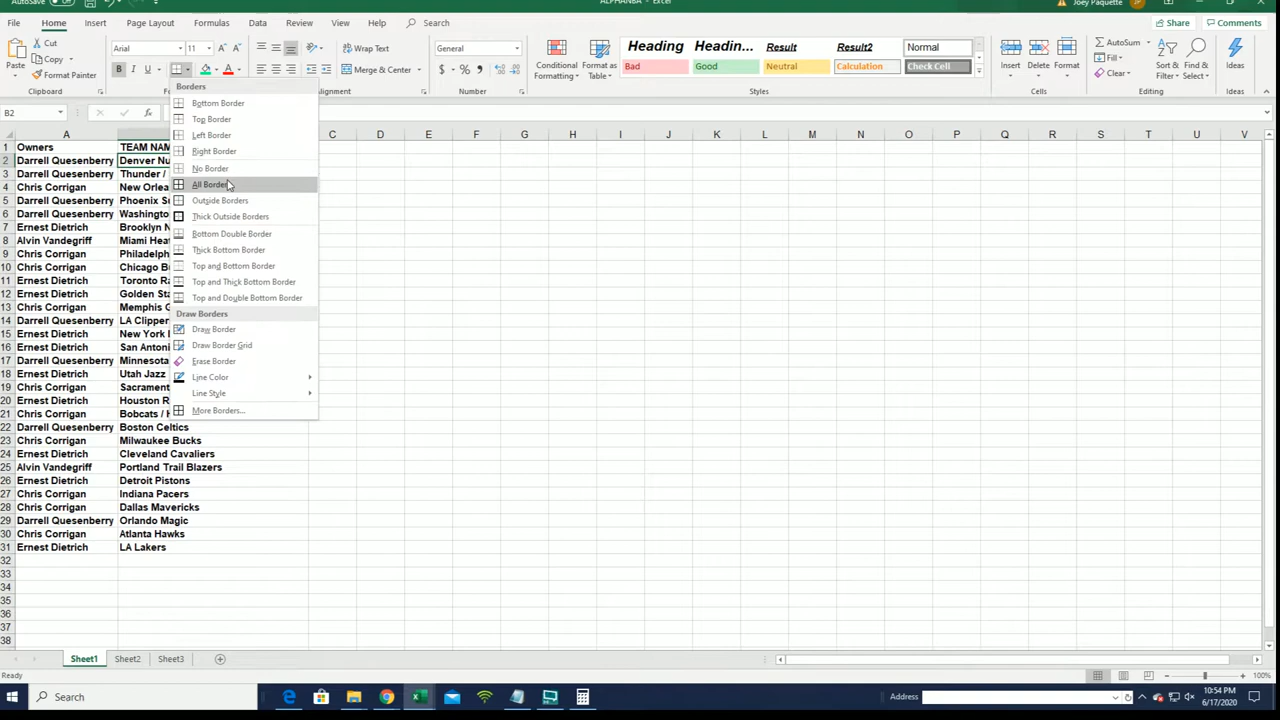 ALPHANBA - Excel
Joey Paquette
File Home Insert Page Layout Formulas Data Review View Help Search Share Comments
Paste Cut Copy Format Painter Clipboard
Arial 11 B I
Wrap Text Merge & Center
General $ % Number
Conditional Formatting Format as Table
Heading Headin... Result Result2 Normal
Bad Good Neutral Calculation Check Cell
Styles
Insert Delete Format Cells
AutoSum Fill Clear Sort & Filter Find & Select Editing
Ideas Ideas
B2 fx
A C D E F G H I J K L M N O P Q R S T U V
Borders
Bottom Border
Top Border
Left Border
Right Border
No Border
All Border
Outside Borders
Thick Outside Borders
Bottom Double Border
Thick Bottom Border
Top and Bottom Border
Top and Thick Bottom Border
Top and Double Bottom Border
Draw Borders
Draw Border
Draw Border Grid
Erase Border
Line Color
Line Style
More Borders...
1 Owners TEAM NAM
2 Darrell Quesenberry Denver Nu
3 Darrell Quesenberry Thunder /
4 Chris Corrigan New Orlea
5 Darrell Quesenberry Phoenix Su
6 Darrell Quesenberry Washington
7 Ernest Dietrich Brooklyn N
8 Alvin Vandegriff Miami Hea
9 Chris Corrigan Philadelph
10 Chris Corrigan Chicago B
11 Ernest Dietrich Toronto Ra
12 Ernest Dietrich Golden Sta
13 Chris Corrigan Memphis G
14 Darrell Quesenberry LA Clipper
15 Ernest Dietrich New York
16 Ernest Dietrich San Antoni
17 Darrell Quesenberry Minnesota
18 Ernest Dietrich Utah Jazz
19 Chris Corrigan Sacrament
20 Ernest Dietrich Houston R
21 Chris Corrigan Bobcats / H
22 Darrell Quesenberry Boston Celtics
23 Chris Corrigan Milwaukee Bucks
24 Ernest Dietrich Cleveland Cavaliers
25 Alvin Vandegriff Portland Trail Blazers
26 Ernest Dietrich Detroit Pistons
27 Chris Corrigan Indiana Pacers
28 Chris Corrigan Dallas Mavericks
29 Darrell Quesenberry Orlando Magic
30 Chris Corrigan Atlanta Hawks
31 Ernest Dietrich LA Lakers
32
33
34
35
36
37
38
Sheet1 Sheet2 Sheet3
Ready 100%
Search Address 10:54 PM
6/17/2020